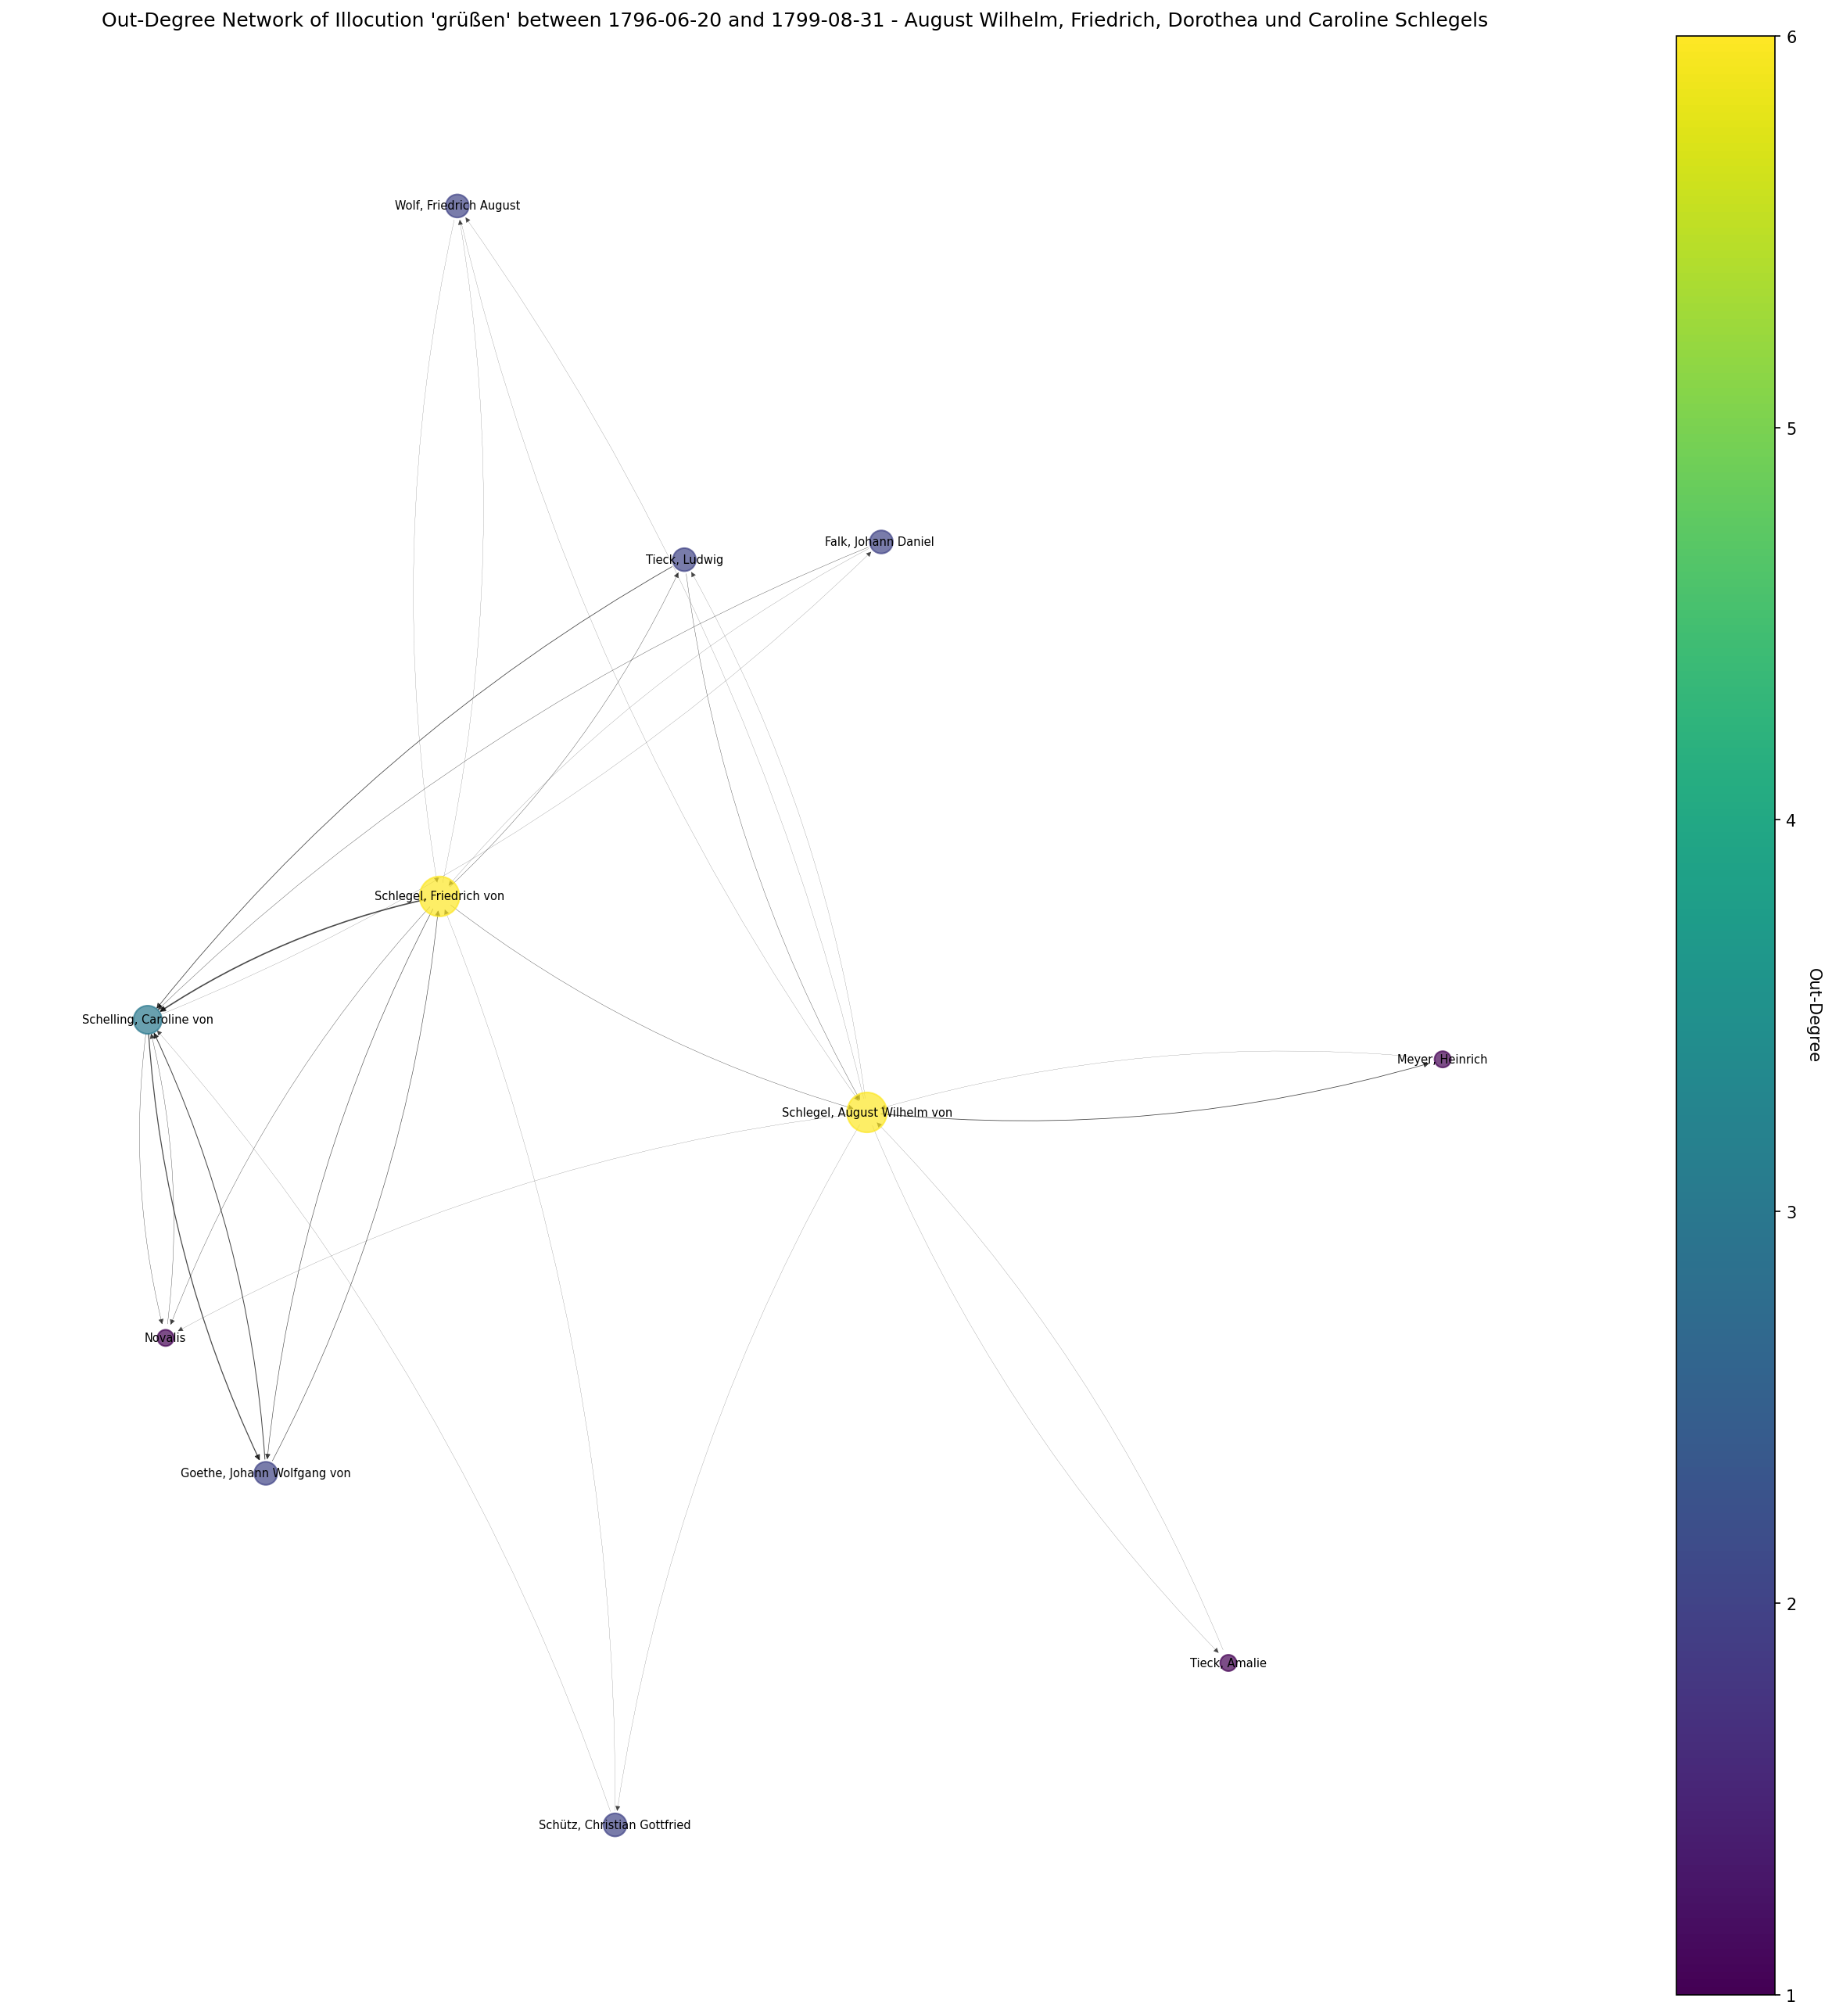 Out-Degree Network of Illocution 'grüßen' between 1796-06-20 and 1799-08-31 - August Wilhelm, Friedrich, Dorothea und Caroline Schlegels
6
Wolf, Friedrich August
5
Falk, Johann Daniel
Tieck, Ludwig
4
Schlegel, Friedrich von
Schelling, Caroline von
Out-Degree
Meyer, Heinrich
Schlegel, August Wilhelm von
3
Novalis
Goethe, Johann Wolfgang von
2
Tieck, Amalie
Schütz, Christian Gottfried
1